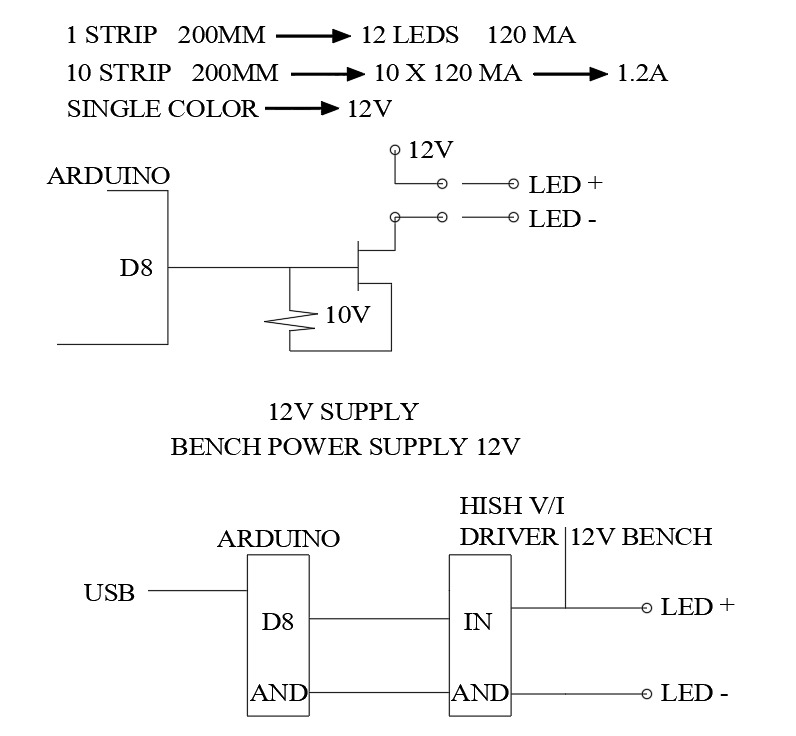 1 STRIP 200MM 12 LEDS 120 MA
10 STRIP 200MM 10 X 120 MA 1.2A
SINGLE COLOR 12V
12V
ARDUINO
LED +
LED -
D8
10V
12V SUPPLY
BENCH POWER SUPPLY 12V
HISH V/I
ARDUINO
DRIVER 12V BENCH
USB
D8
IN
LED +
AND
AND
LED -